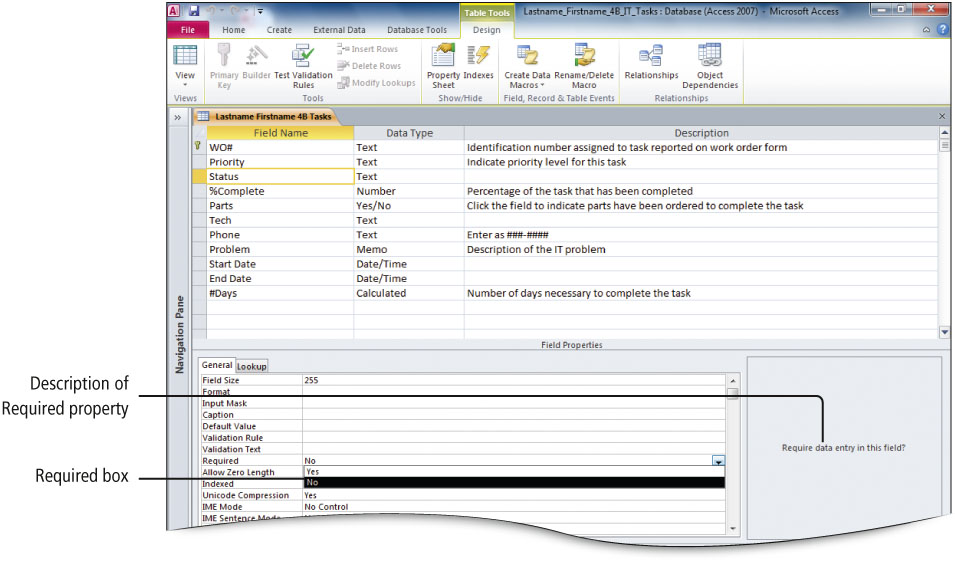 Table Tools
Lastname_Firstname_4B_IT_Tasks : Database (Access 2007) - Microsoft Access
File Home Create External Data Database Tools Design
View
Primary Key
Builder
Test Validation Rules
Insert Rows
Delete Rows
Modify Lookups
Property Sheet
Indexes
Create Data Macros
Rename/Delete Macro
Relationships
Object Dependencies
Views Tools Show/Hide Field, Record & Table Events Relationships
Lastname Firstname 4B Tasks
Field Name Data Type Description
WO# Text Identification number assigned to task reported on work order form
Priority Text Indicate priority level for this task
Status Text
%Complete Number Percentage of the task that has been completed
Parts Yes/No Click the field to indicate parts have been ordered to complete the task
Tech Text
Phone Text Enter as ###-####
Problem Memo Description of the IT problem
Start Date Date/Time
End Date Date/Time
#Days Calculated Number of days necessary to complete the task
Navigation Pane
Field Properties
General Lookup
Field Size 255
Format
Input Mask
Caption
Default Value
Validation Rule
Validation Text
Required No
Allow Zero Length Yes
Indexed No
Unicode Compression Yes
IME Mode No Control
IME Sentence Mode
Require data entry in this field?
Description of
Required property
Required box